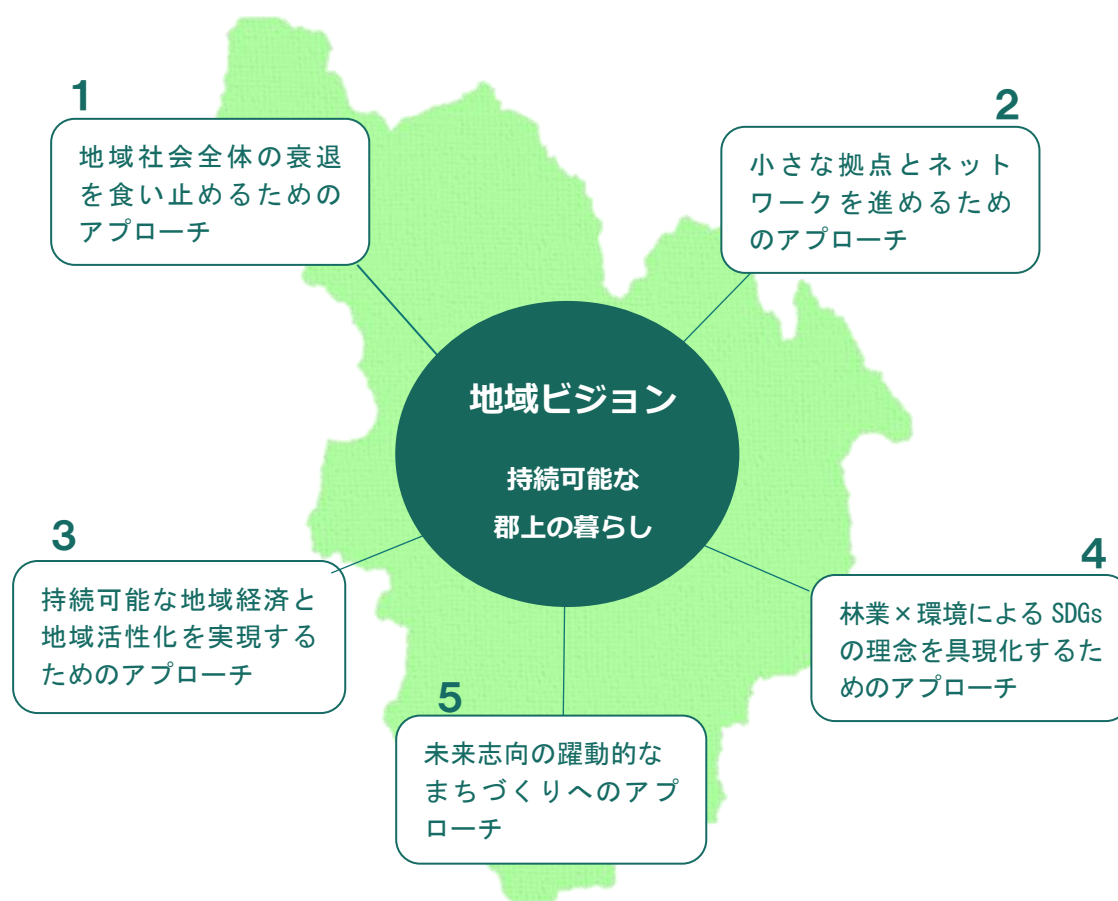 1
地域社会全体の衰退
を食い止めるための
アプローチ
2
小さな拠点とネット
ワークを進めるため
のアプローチ
地域ビジョン
持続可能な
郡上の暮らし
3
持続可能な地域経済と
地域活性化を実現する
ためのアプローチ
4
林業×環境による SDGs
の理念を具現化するた
めのアプローチ
5
未来志向の躍動的な
まちづくりへのアプ
ローチ